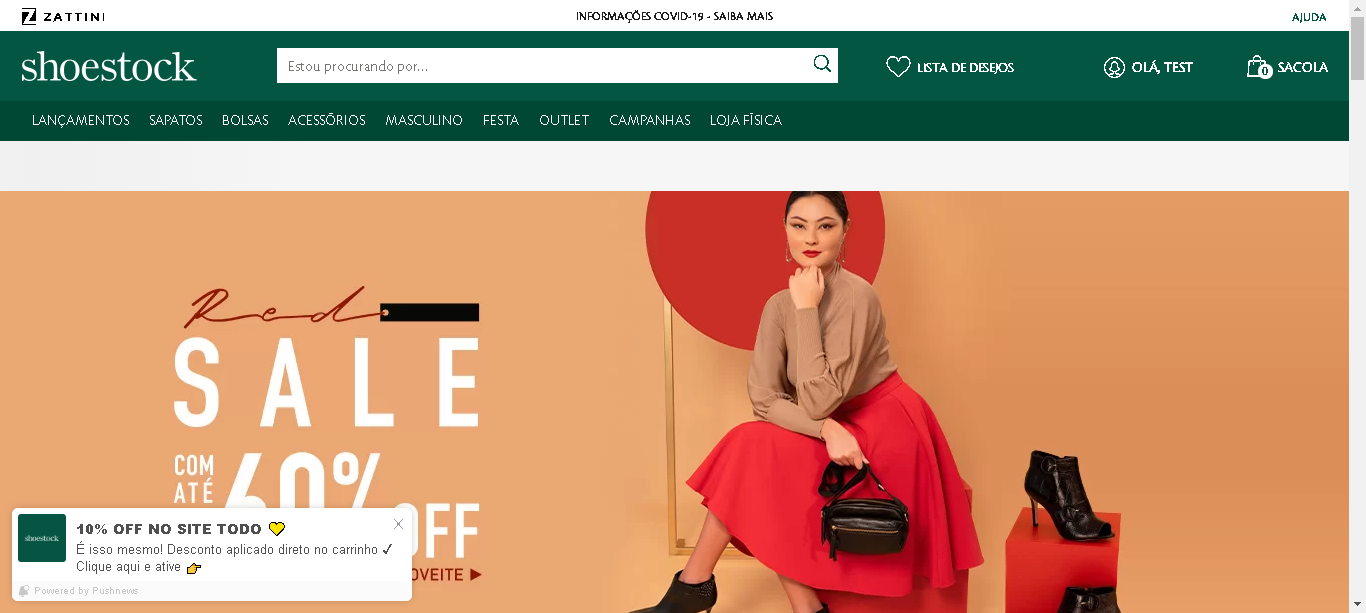 ZATTINI
INFORMAÇÕES COVID-19 - SAIBA MAIS
AJUDA
shoestock
Estou procurando por...
LISTA DE DESEJOS
OLÁ, TEST
0
SACOLA
LANÇAMENTOS SAPATOS BOLSAS ACESSÓRIOS MASCULINO FESTA OUTLET CAMPANHAS LOJA FÍSICA
Red
SALE
COM
ATÉ
60%
OFF
OVEITE
shoestock
10% OFF NO SITE TODO 💛
É isso mesmo! Desconto aplicado direto no carrinho ✓
Clique aqui e ative 👉
Powered by Pushnews